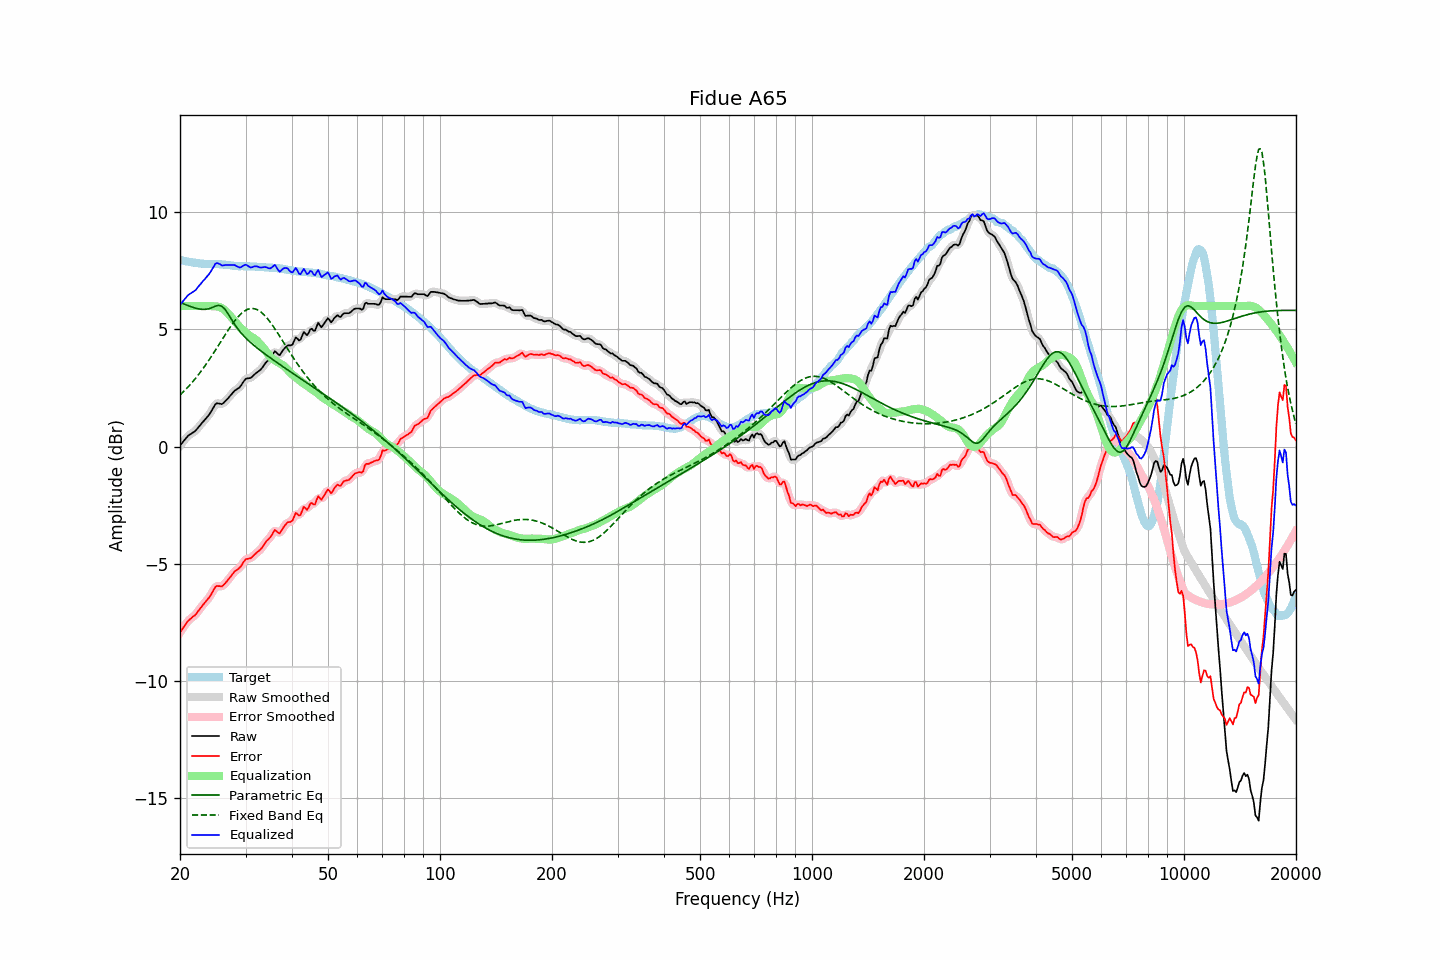 Fidue A65
Amplitude (dBr)
10
5
0
−5
−10
−15
Target
Raw Smoothed
Error Smoothed
Raw
Error
Equalization
Parametric Eq
Fixed Band Eq
Equalized
20 50 100 200 500 1000 2000 5000 10000 20000
Frequency (Hz)